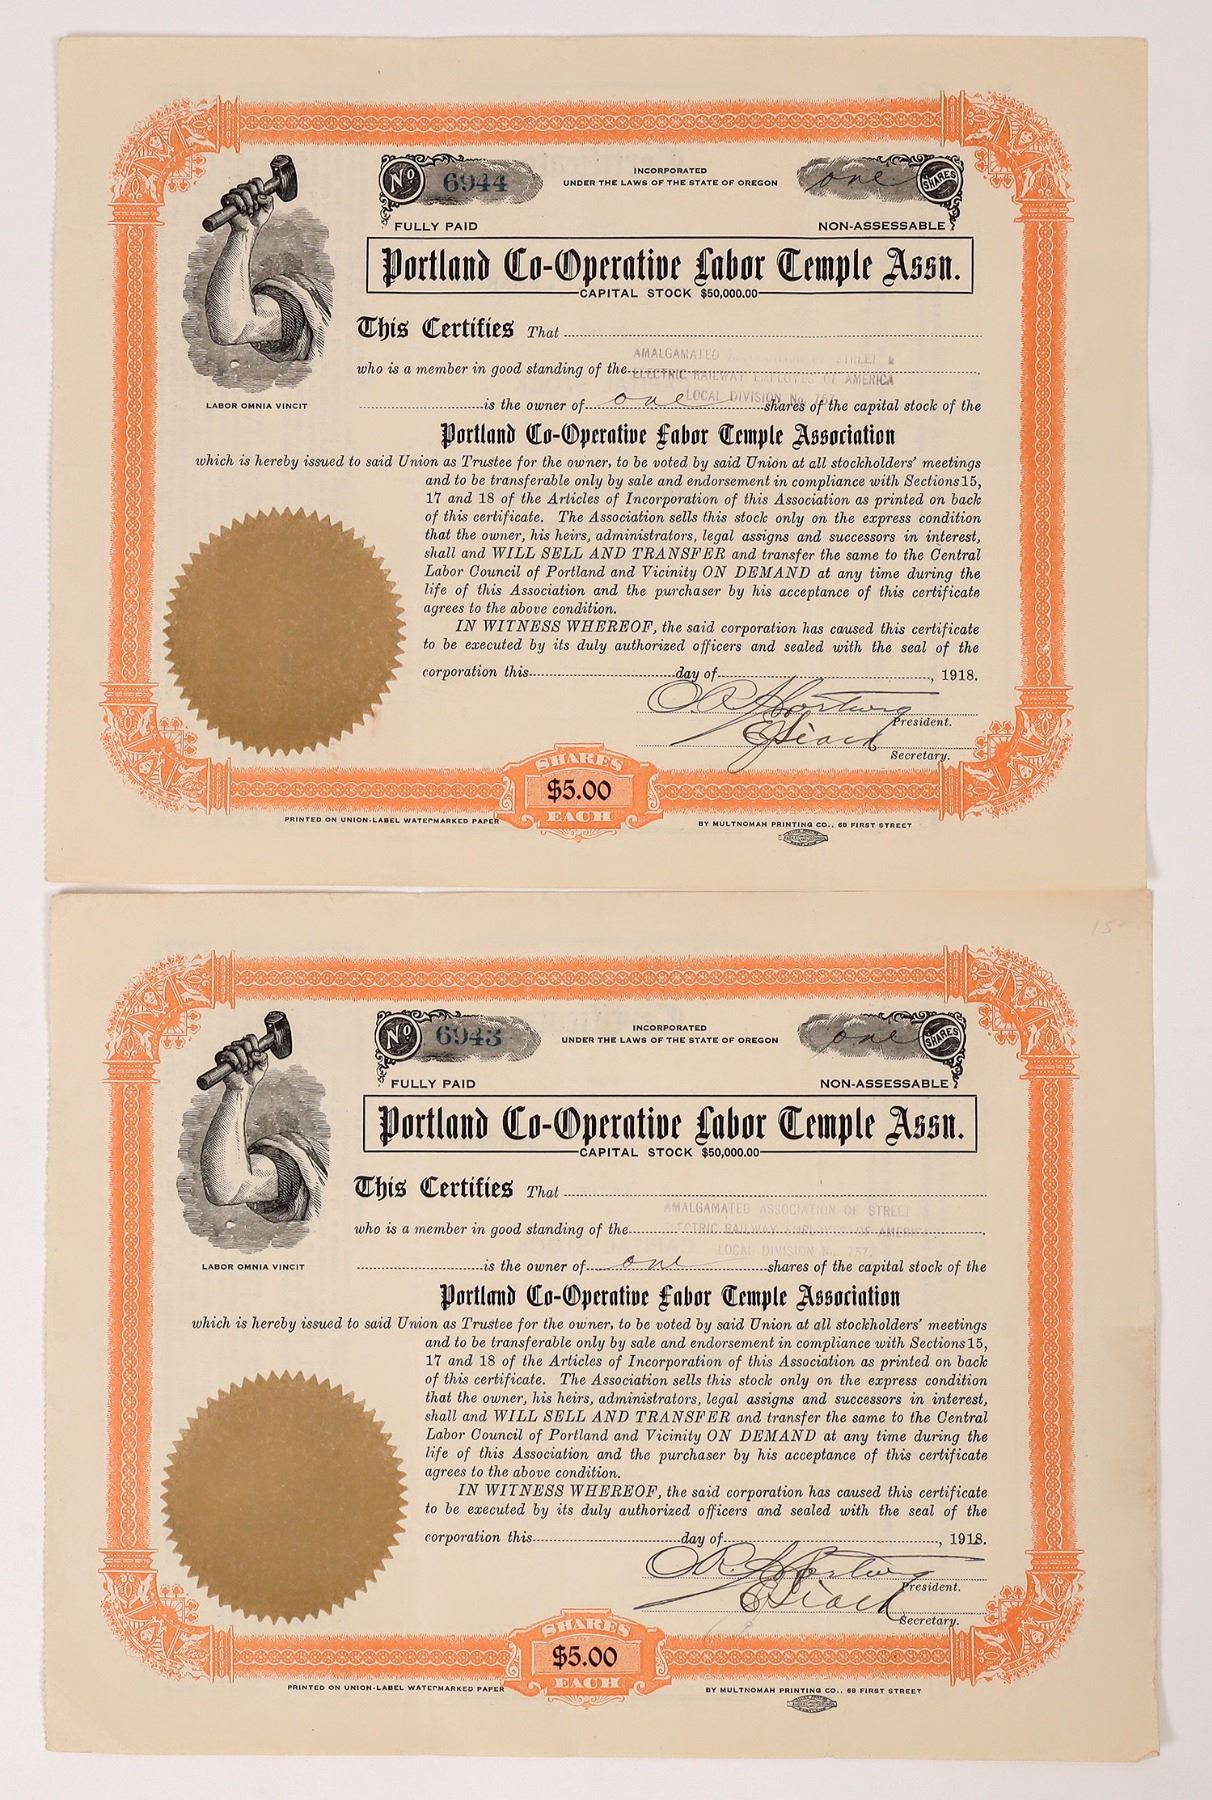 No 6944
INCORPORATED
UNDER THE LAWS OF THE STATE OF OREGON
one SHARES
FULLY PAID
NON-ASSESSABLE
Portland Co-Operative Labor Temple Assn.
CAPITAL STOCK $50,000.00
This Certifies That
AMALGAMATED STREET &
who is a member in good standing of the
ELECTRIC RAILWAY EMPLOYES OF AMERICA
LOCAL DIVISION No. 757
LABOR OMNIA VINCIT
is the owner of one shares of the capital stock of the
Portland Co-Operative Labor Temple Association
which is hereby issued to said Union as Trustee for the owner, to be voted by said Union at all stockholders' meetings
and to be transferable only by sale and endorsement in compliance with Sections 15,
17 and 18 of the Articles of Incorporation of this Association as printed on back
of this certificate. The Association sells this stock only on the express condition
that the owner, his heirs, administrators, legal assigns and successors in interest,
shall and WILL SELL AND TRANSFER and transfer the same to the Central
Labor Council of Portland and Vicinity ON DEMAND at any time during the
life of this Association and the purchaser by his acceptance of this certificate
agrees to the above condition.
IN WITNESS WHEREOF, the said corporation has caused this certificate
to be executed by its duly authorized officers and sealed with the seal of the
corporation this day of , 1918.
President.
Secretary.
SHARES
$5.00
EACH
PRINTED ON UNION-LABEL WATERMARKED PAPER
BY MULTNOMAH PRINTING CO., 68 FIRST STREET
15-
No 6943
INCORPORATED
UNDER THE LAWS OF THE STATE OF OREGON
one SHARES
FULLY PAID
NON-ASSESSABLE
Portland Co-Operative Labor Temple Assn.
CAPITAL STOCK $50,000.00
This Certifies That
AMALGAMATED ASSOCIATION OF STREET
who is a member in good standing of the
ELECTRIC RAILWAY EMPLOYES OF AMERICA
LOCAL DIVISION No. 757.
LABOR OMNIA VINCIT
is the owner of one shares of the capital stock of the
Portland Co-Operative Labor Temple Association
which is hereby issued to said Union as Trustee for the owner, to be voted by said Union at all stockholders' meetings
and to be transferable only by sale and endorsement in compliance with Sections 15,
17 and 18 of the Articles of Incorporation of this Association as printed on back
of this certificate. The Association sells this stock only on the express condition
that the owner, his heirs, administrators, legal assigns and successors in interest,
shall and WILL SELL AND TRANSFER and transfer the same to the Central
Labor Council of Portland and Vicinity ON DEMAND at any time during the
life of this Association and the purchaser by his acceptance of this certificate
agrees to the above condition.
IN WITNESS WHEREOF, the said corporation has caused this certificate
to be executed by its duly authorized officers and sealed with the seal of the
corporation this day of , 1918.
President.
Secretary.
SHARES
$5.00
EACH
PRINTED ON UNION-LABEL WATERMARKED PAPER
BY MULTNOMAH PRINTING CO., 68 FIRST STREET